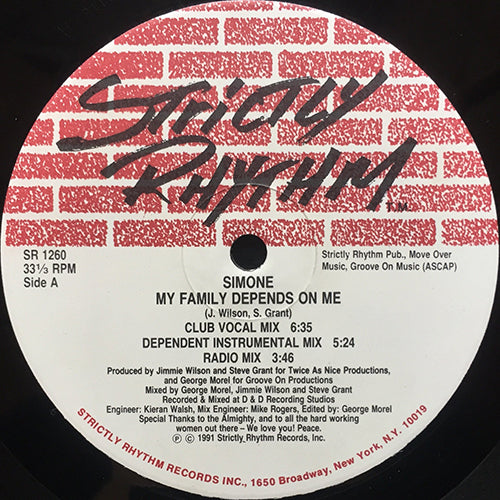 STRICTLY
RHYTHM T.M.
SR 1260
33⅓ RPM
Side A
Strictly Rhythm Pub., Move Over
Music, Groove On Music (ASCAP)
SIMONE
MY FAMILY DEPENDS ON ME
(J. Wilson, S. Grant)
CLUB VOCAL MIX 6:35
DEPENDENT INSTRUMENTAL MIX 5:24
RADIO MIX 3:46
Produced by Jimmie Wilson and Steve Grant for Twice As Nice Productions,
and George Morel for Groove On Productions
Mixed by George Morel, Jimmie Wilson and Steve Grant
Recorded & Mixed at D & D Recording Studios
Engineer: Kieran Walsh, Mix Engineer: Mike Rogers, Edited by: George Morel
Special Thanks to the Almighty, and to all the hard working
women out there – We love you! Peace.
Ⓟ © 1991 Strictly Rhythm Records, Inc.
STRICTLY RHYTHM RECORDS INC., 1650 Broadway, New York, N.Y. 10019